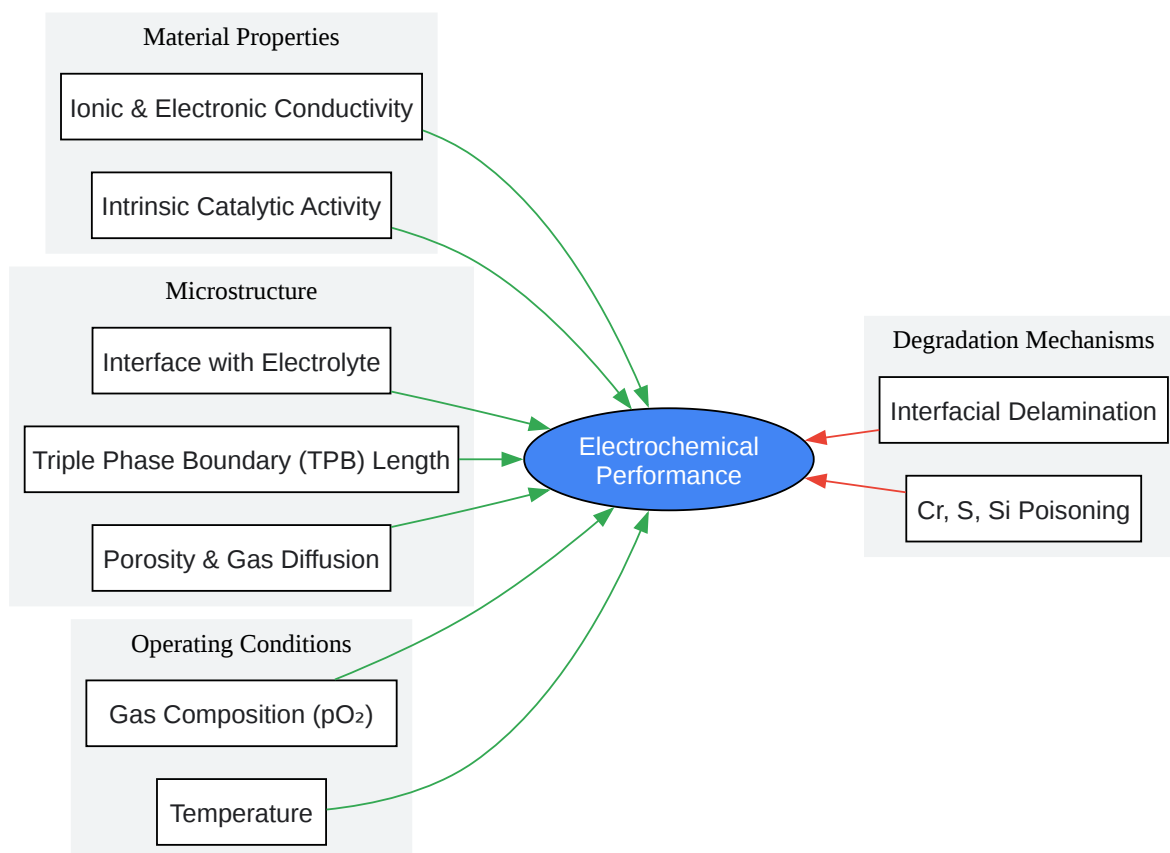 Material Properties
Ionic & Electronic Conductivity
Intrinsic Catalytic Activity
Microstructure
Interface with Electrolyte
Triple Phase Boundary (TPB) Length
Porosity & Gas Diffusion
Operating Conditions
Gas Composition (pO₂)
Temperature
Electrochemical
Performance
Degradation Mechanisms
Interfacial Delamination
Cr, S, Si Poisoning